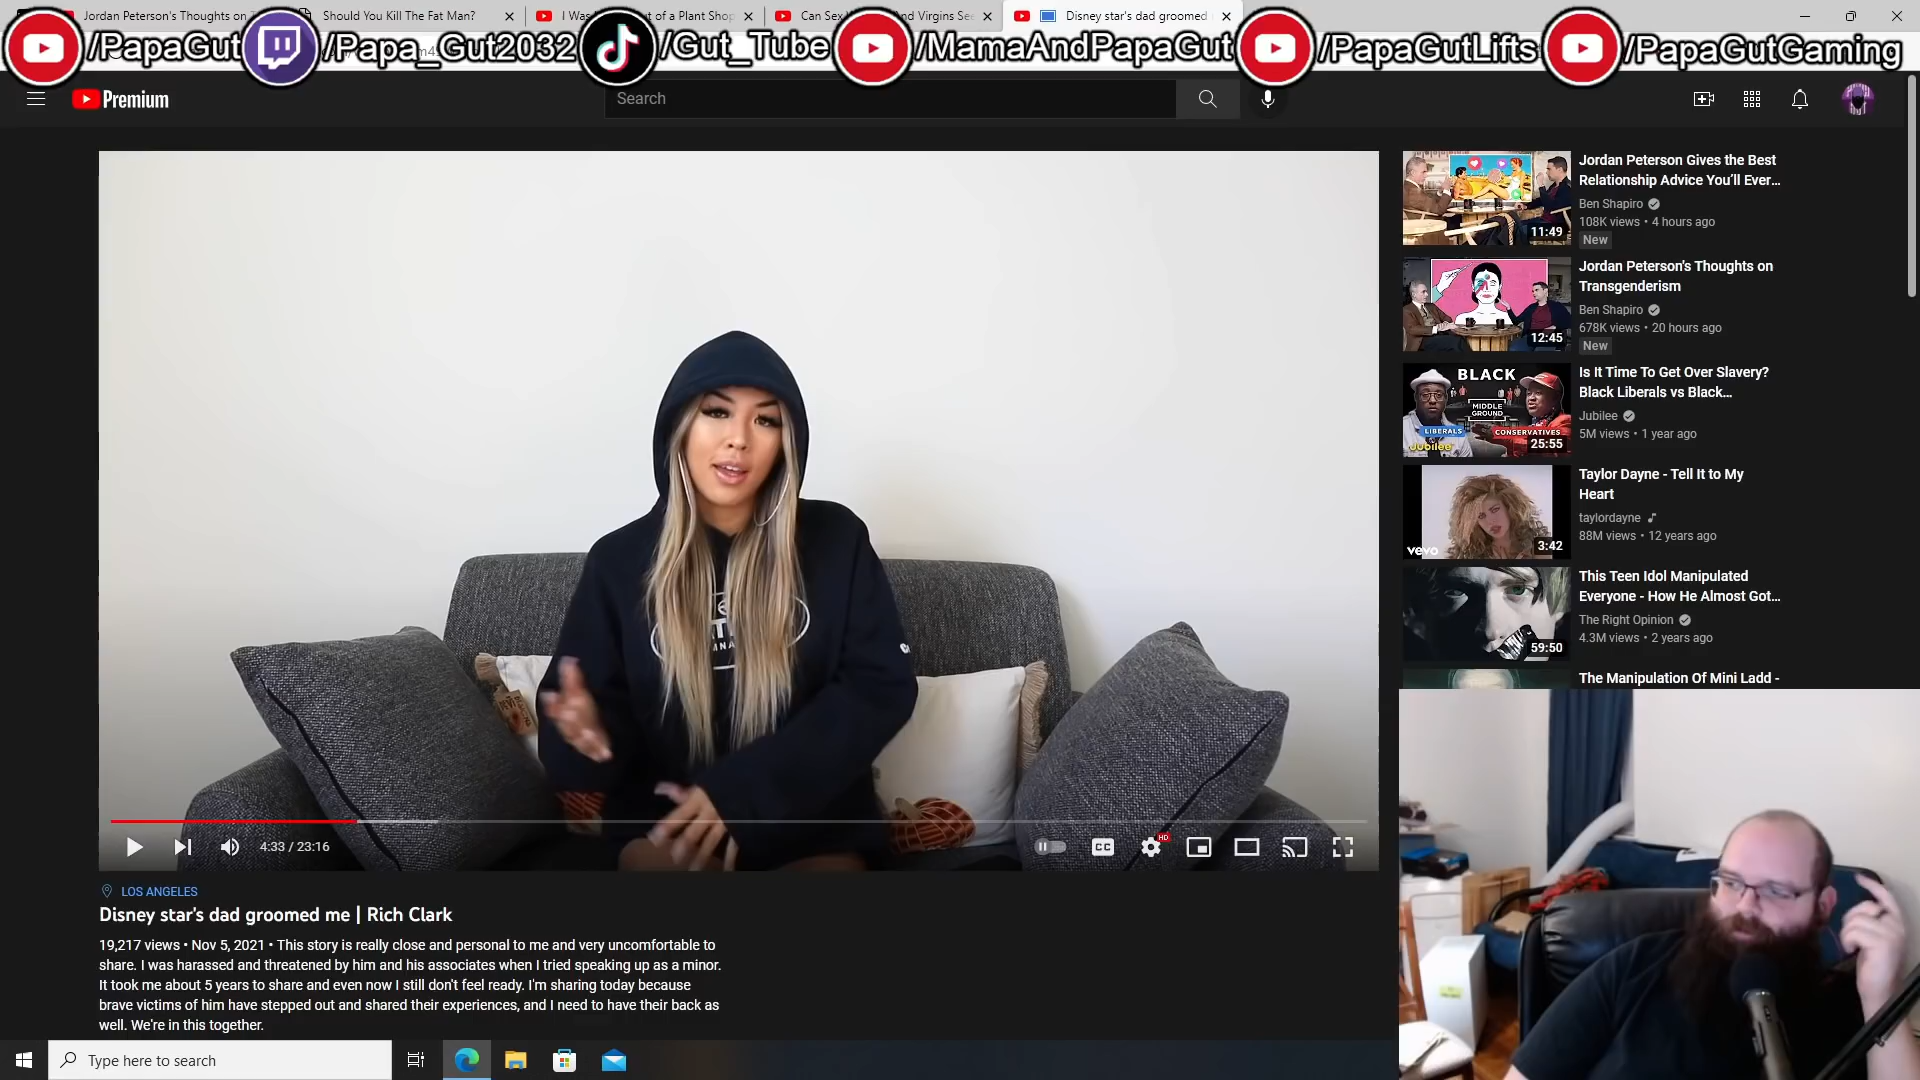 Jordan Peterson's Thoughts on T
Should You Kill The Fat Man?
I Was
t of a Plant Shop
Can Sex
And Virgins See
Disney star's dad groomed
/PapaGut
/Papa_Gut2032
/Gut_Tube
/MamaAndPapaGut
/PapaGutLifts
/PapaGutGaming
Premium
Search
Jordan Peterson Gives the Best
Relationship Advice You'll Ever...
Ben Shapiro
108K views • 4 hours ago
New
11:49
Jordan Peterson's Thoughts on
Transgenderism
Ben Shapiro
678K views • 20 hours ago
New
12:45
BLACK
MIDDLE
GROUND
LIBERALS
CONSERVATIVES
Jubilee
25:55
Is It Time To Get Over Slavery?
Black Liberals vs Black...
Jubilee
5M views • 1 year ago
vevo
3:42
Taylor Dayne - Tell It to My
Heart
taylordayne
88M views • 12 years ago
59:50
This Teen Idol Manipulated
Everyone - How He Almost Got...
The Right Opinion
4.3M views • 2 years ago
The Manipulation Of Mini Ladd -
4:33 / 23:16
CC
HD
LOS ANGELES
Disney star's dad groomed me | Rich Clark
19,217 views • Nov 5, 2021 • This story is really close and personal to me and very uncomfortable to
share. I was harassed and threatened by him and his associates when I tried speaking up as a minor.
It took me about 5 years to share and even now I still don't feel ready. I'm sharing today because
brave victims of him have stepped out and shared their experiences, and I need to have their back as
well. We're in this together.
Type here to search